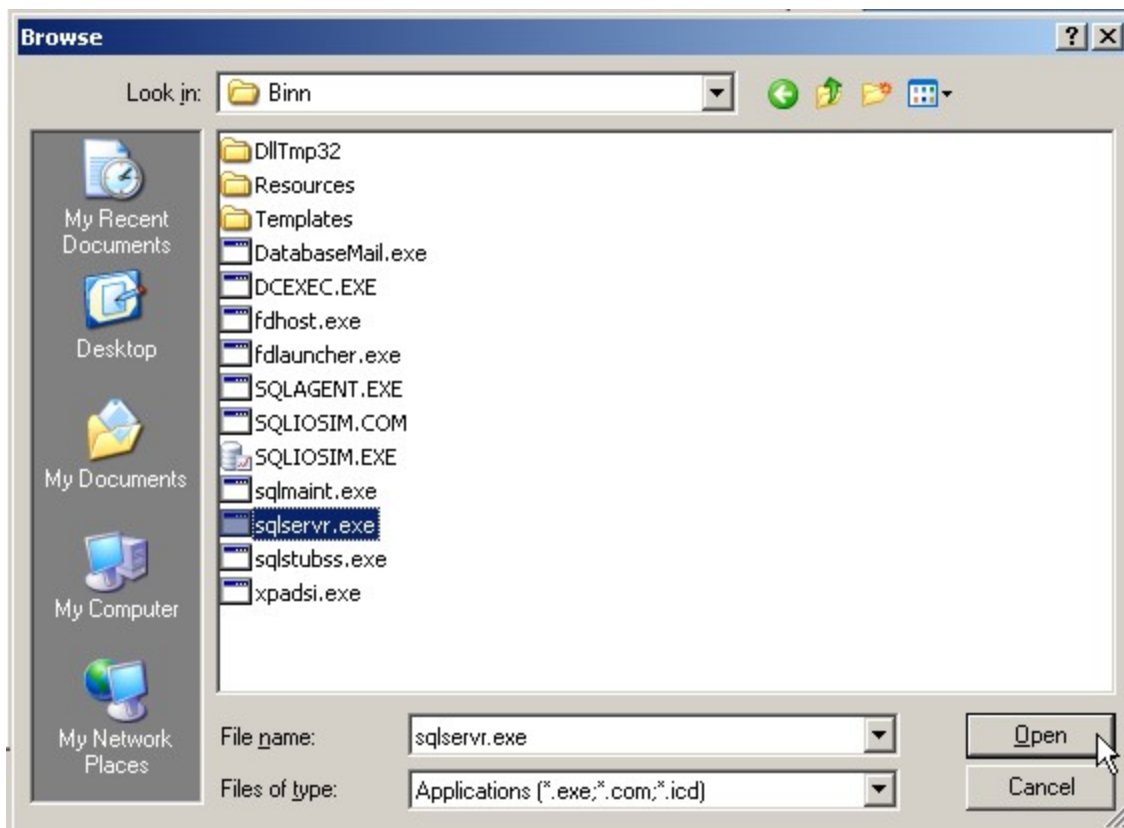 Browse
Look in:
Binn
My Recent
Documents
Desktop
My Documents
My Computer
My Network
Places
DllTmp32
Resources
Templates
DatabaseMail.exe
DCEXEC.EXE
fdhost.exe
fdlauncher.exe
SQLAGENT.EXE
SQLIOSIM.COM
SQLIOSIM.EXE
sqlmaint.exe
sqlservr.exe
sqlstubss.exe
xpadsi.exe
File name:
sqlservr.exe
Open
Files of type:
Applications (*.exe;*.com;*.icd)
Cancel